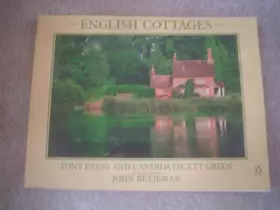 ENGLISH COTTAGES
TONY EVANS AND CANDIDA LYCETT GREEN
JOHN BETJEMAN